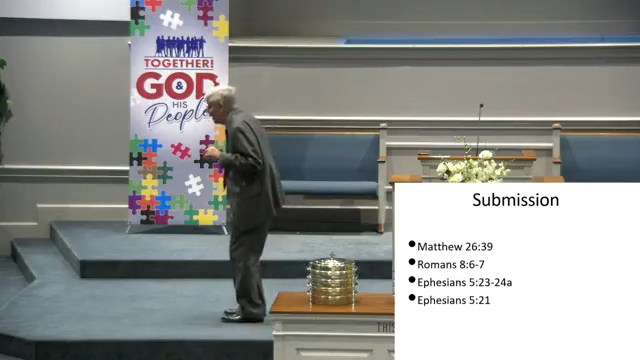 TOGETHER!
GOD
&
HIS
People
Submission
Matthew 26:39
Romans 8:6-7
Ephesians 5:23-24a
Ephesians 5:21
THIS